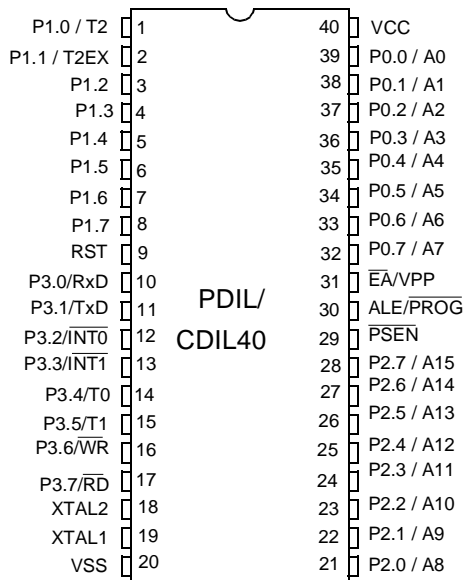 P1.0 / T2 1 40 VCC
P1.1 / T2EX 2 39 P0.0 / A0
P1.2 3 38 P0.1 / A1
P1.3 4 37 P0.2 / A2
P1.4 5 36 P0.3 / A3
P1.5 6 35 P0.4 / A4
P1.6 7 34 P0.5 / A5
P1.7 8 33 P0.6 / A6
RST 9 32 P0.7 / A7
P3.0/RxD 10 31 E̅A̅/VPP
P3.1/TxD 11 PDIL/ 30 ALE/P̅R̅O̅G̅
P3.2/I̅N̅T̅0̅ 12 CDIL40 29 P̅S̅E̅N̅
P3.3/I̅N̅T̅1̅ 13 28 P2.7 / A15
P3.4/T0 14 27 P2.6 / A14
P3.5/T1 15 26 P2.5 / A13
P3.6/W̅R̅ 16 25 P2.4 / A12
P3.7/R̅D̅ 17 24 P2.3 / A11
XTAL2 18 23 P2.2 / A10
XTAL1 19 22 P2.1 / A9
VSS 20 21 P2.0 / A8